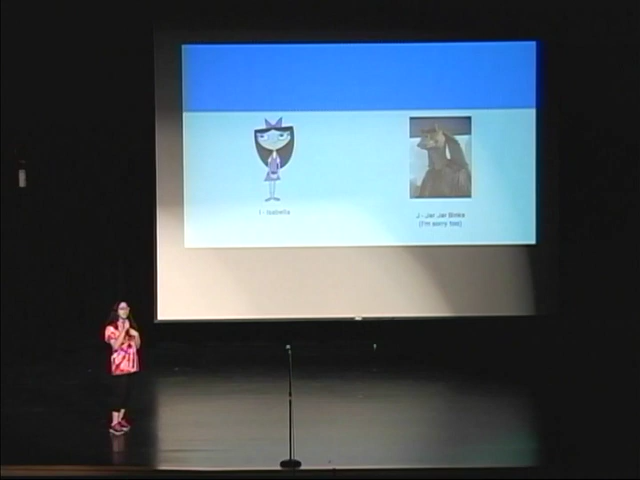 I - Isabella
J - Jar Jar Binks
(I'm sorry too)